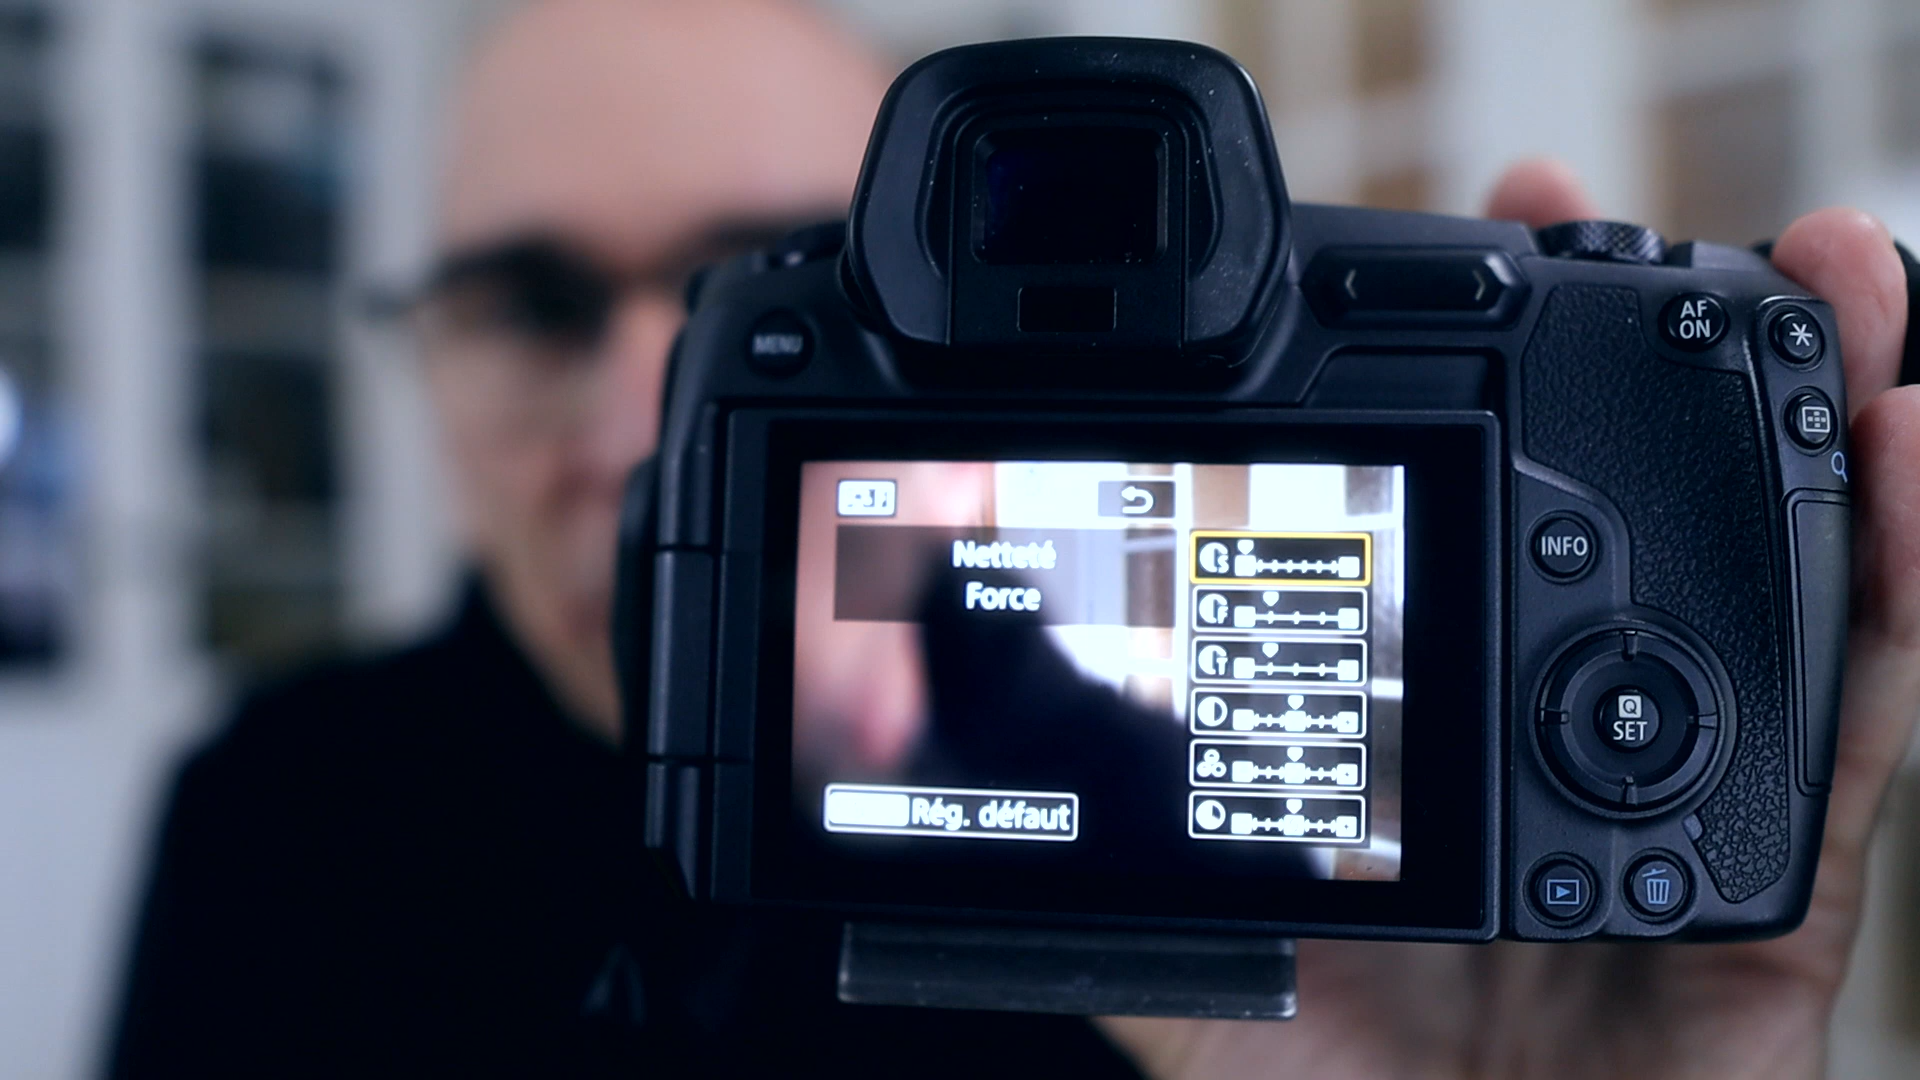 MENU
AF
ON
INFO
Q
SET
Netteté
Force
S
F
T
Rég. défaut